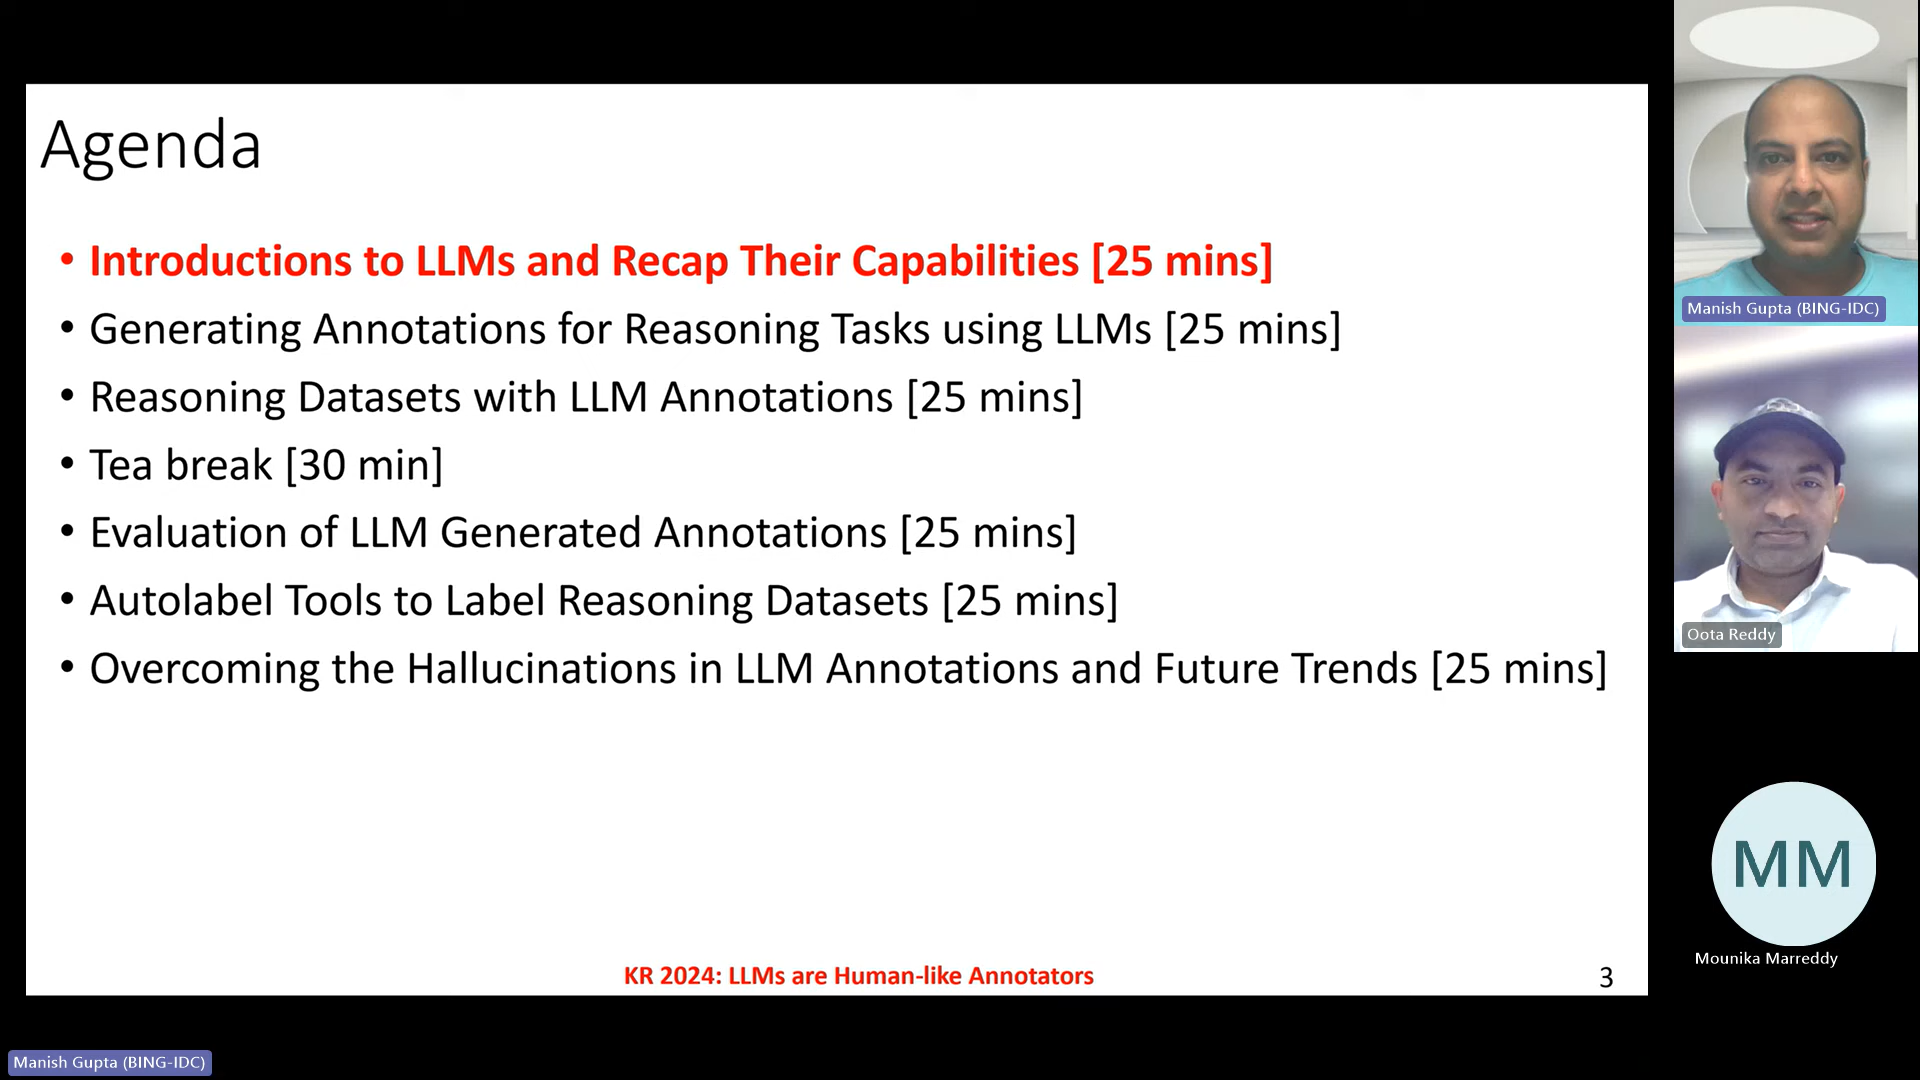 Agenda
• Introductions to LLMs and Recap Their Capabilities [25 mins]
• Generating Annotations for Reasoning Tasks using LLMs [25 mins]
• Reasoning Datasets with LLM Annotations [25 mins]
• Tea break [30 min]
• Evaluation of LLM Generated Annotations [25 mins]
• Autolabel Tools to Label Reasoning Datasets [25 mins]
• Overcoming the Hallucinations in LLM Annotations and Future Trends [25 mins]
KR 2024: LLMs are Human-like Annotators
3
Manish Gupta (BING-IDC)
Oota Reddy
MM
Mounika Marreddy
Manish Gupta (BING-IDC)